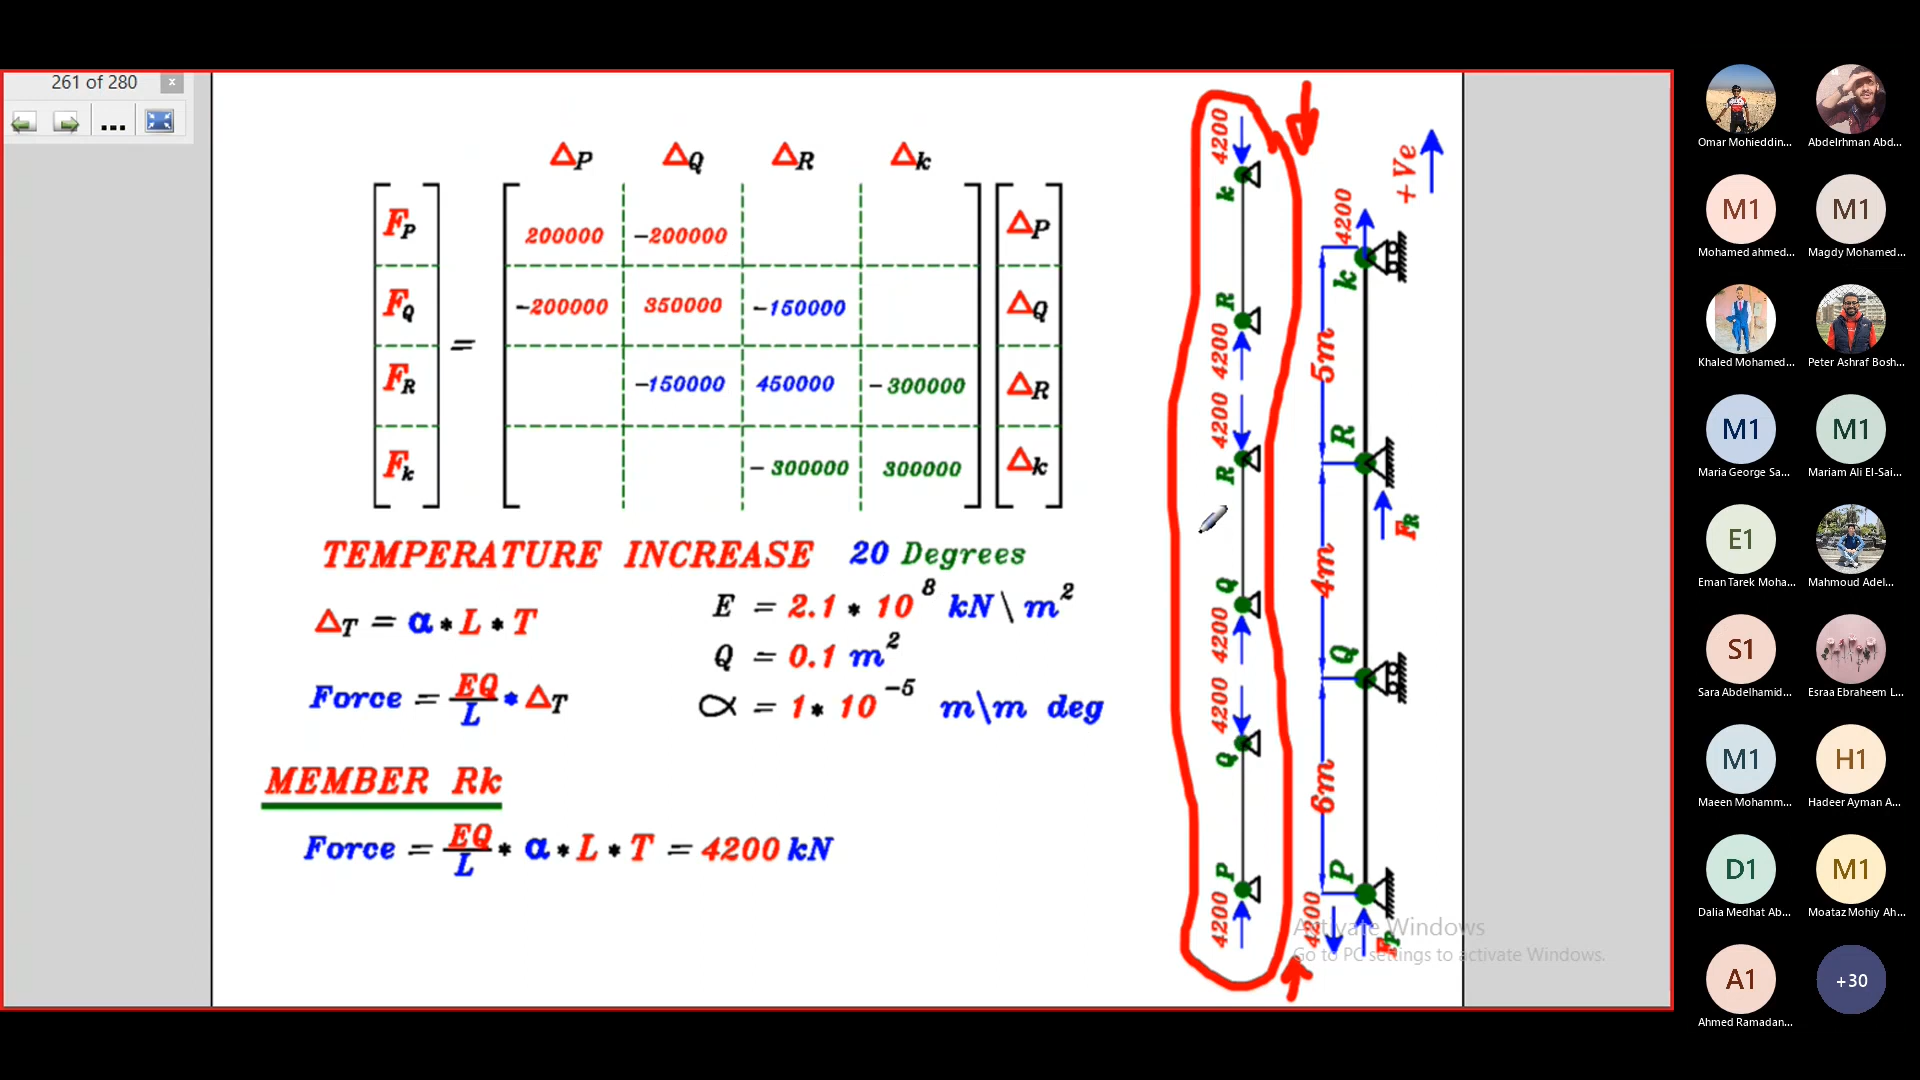 261 of 280
x
...
ΔP ΔQ ΔR Δk
FP 200000 -200000 ΔP
FQ -200000 350000 -150000 ΔQ
=
FR -150000 450000 -300000 ΔR
Fk -300000 300000 Δk
TEMPERATURE INCREASE 20 Degrees
ΔT = α * L * T
E = 2.1 * 10^8 kN \ m^2
Q = 0.1 m^2
Force = EQ/L * ΔT
α = 1 * 10^-5 m\m deg
MEMBER Rk
Force = EQ/L * α * L * T = 4200 kN
4200
k
R
4200
4200
R
Q
4200
4200
Q
P
4200
+Ve
4200
k
5m
R
FR
4m
Q
6m
P
4200
FP
Activate Windows
Go to PC settings to activate Windows.
Omar Mohieddin...
Abdelrhman Abd...
M1
Mohamed ahmed...
M1
Magdy Mohamed...
Khaled Mohamed...
Peter Ashraf Bosh...
M1
Maria George Sa...
M1
Mariam Ali El-Sai...
E1
Eman Tarek Moha...
Mahmoud Adel...
S1
Sara Abdelhamid...
Esraa Ebraheem L...
M1
Maeen Mohamm...
H1
Hadeer Ayman A...
D1
Dalia Medhat Ab...
M1
Moataz Mohiy Ah...
A1
Ahmed Ramadan...
+30